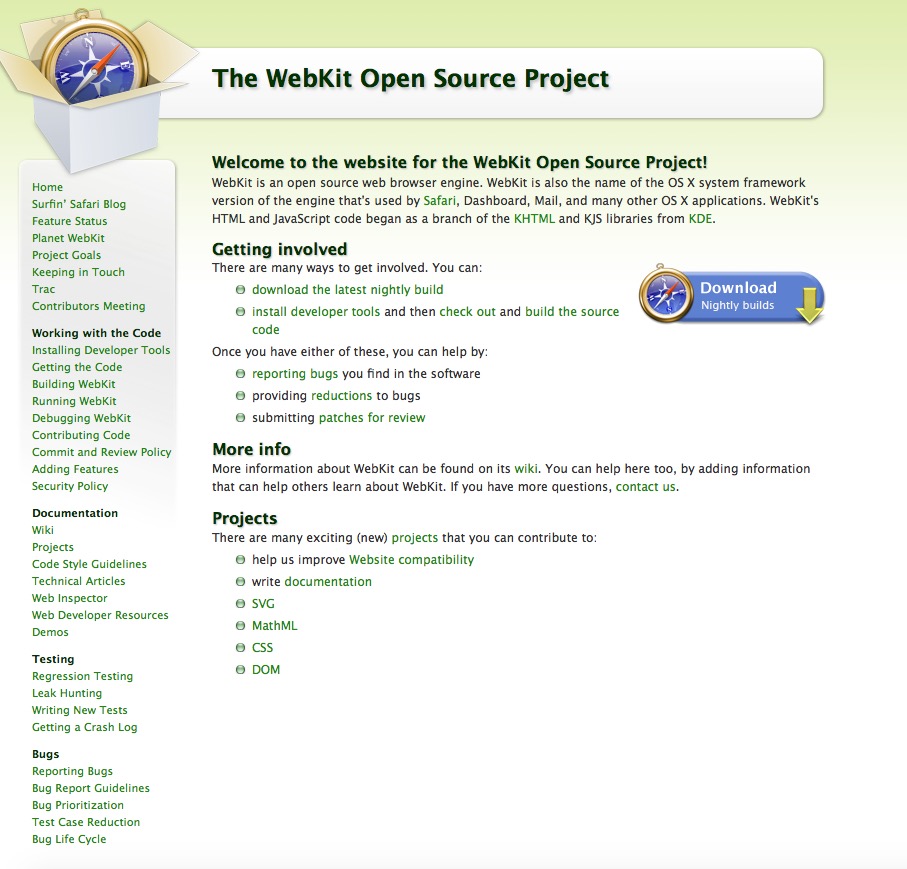 N
W
The WebKit Open Source Project
Home
Surfin' Safari Blog
Feature Status
Planet WebKit
Project Goals
Keeping in Touch
Trac
Contributors Meeting
Working with the Code
Installing Developer Tools
Getting the Code
Building WebKit
Running WebKit
Debugging WebKit
Contributing Code
Commit and Review Policy
Adding Features
Security Policy
Documentation
Wiki
Projects
Code Style Guidelines
Technical Articles
Web Inspector
Web Developer Resources
Demos
Testing
Regression Testing
Leak Hunting
Writing New Tests
Getting a Crash Log
Bugs
Reporting Bugs
Bug Report Guidelines
Bug Prioritization
Test Case Reduction
Bug Life Cycle
Welcome to the website for the WebKit Open Source Project!
WebKit is an open source web browser engine. WebKit is also the name of the OS X system framework
version of the engine that's used by Safari, Dashboard, Mail, and many other OS X applications. WebKit's
HTML and JavaScript code began as a branch of the KHTML and KJS libraries from KDE.
Getting involved
There are many ways to get involved. You can:
download the latest nightly build
install developer tools and then check out and build the source
code
Download
Nightly builds
Once you have either of these, you can help by:
reporting bugs you find in the software
providing reductions to bugs
submitting patches for review
More info
More information about WebKit can be found on its wiki. You can help here too, by adding information
that can help others learn about WebKit. If you have more questions, contact us.
Projects
There are many exciting (new) projects that you can contribute to:
help us improve Website compatibility
write documentation
SVG
MathML
CSS
DOM